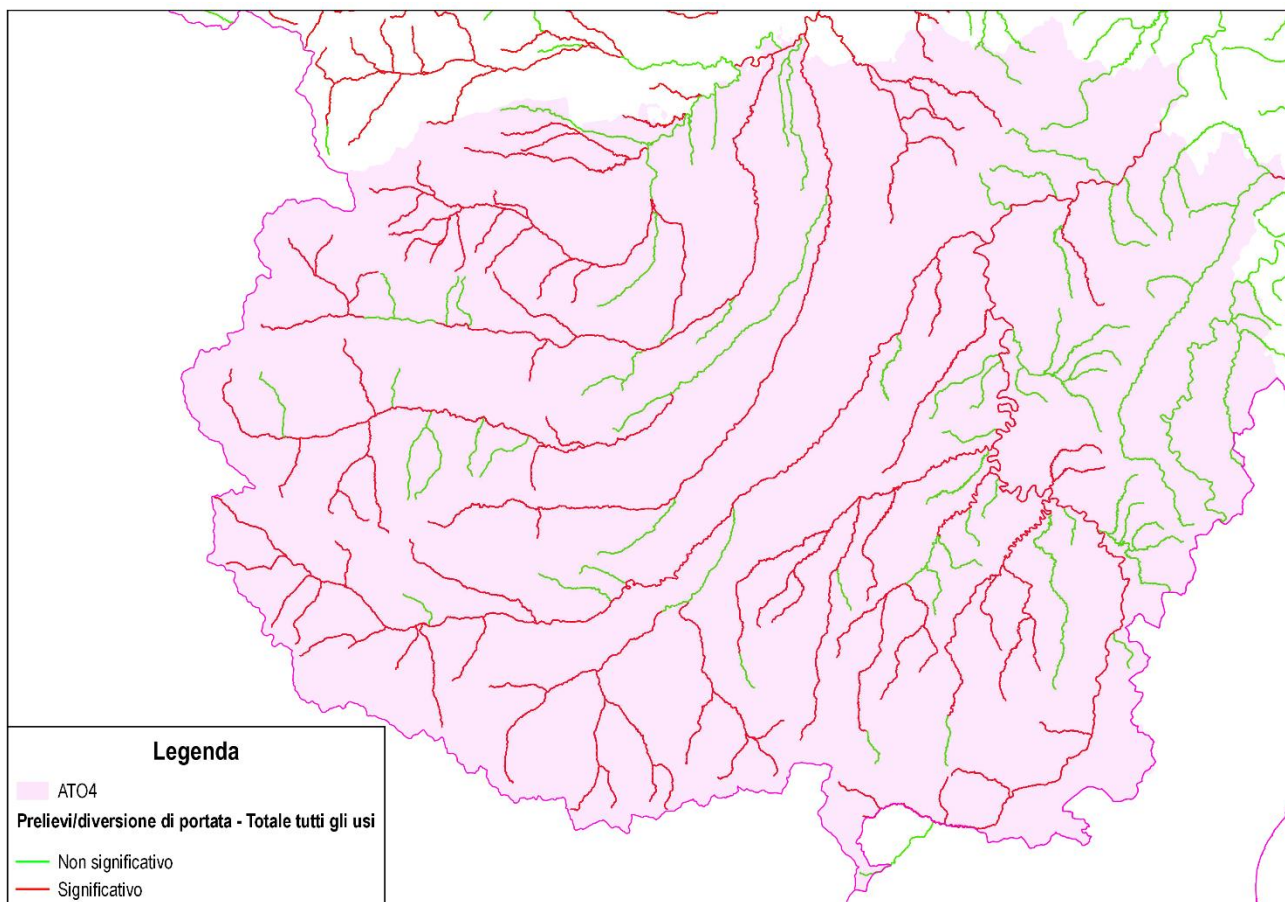 Legenda
ATO4
Prelievi/diversione di portata - Totale tutti gli usi
Non significativo
Significativo